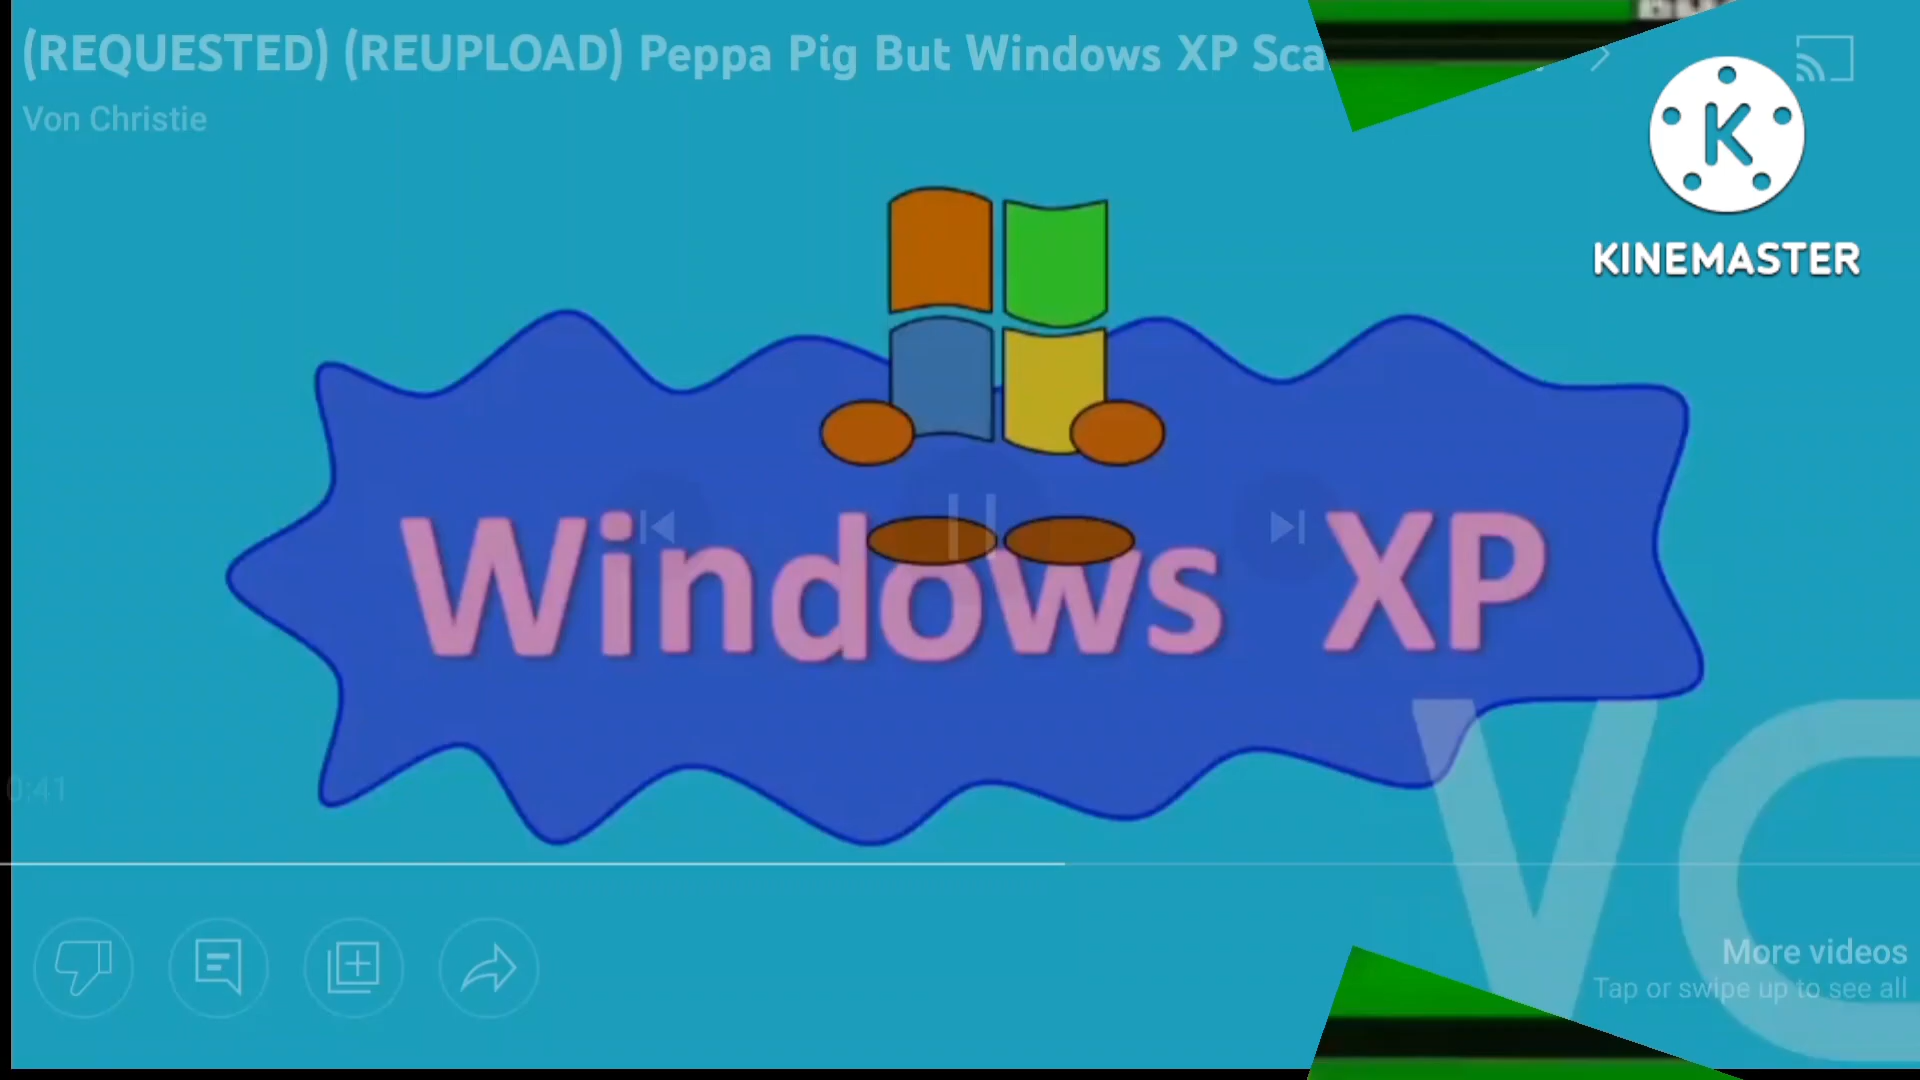 (REQUESTED) (REUPLOAD) Peppa Pig But Windows XP Sca
Von Christie
K
KINEMASTER
Windows XP
0:41
VC
More videos
Tap or swipe up to see all